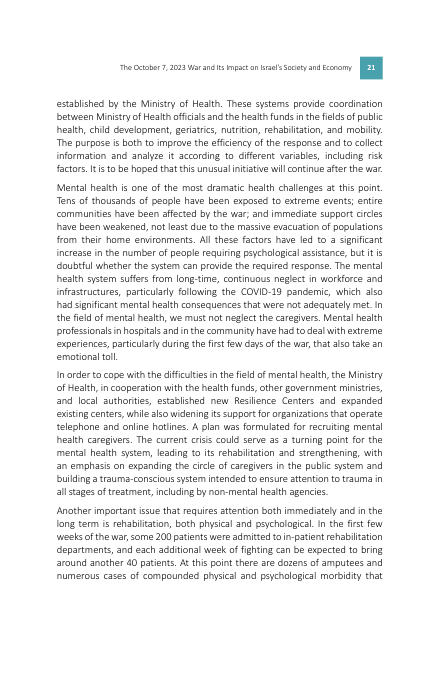 The October 7, 2023 War and Its Impact on Israel's Society and Economy 21
established by the Ministry of Health. These systems provide coordination
between Ministry of Health officials and the health funds in the fields of public
health, child development, geriatrics, nutrition, rehabilitation, and mobility.
The purpose is both to improve the efficiency of the response and to collect
information and analyze it according to different variables, including risk
factors. It is to be hoped that this unusual initiative will continue after the war.
Mental health is one of the most dramatic health challenges at this point.
Tens of thousands of people have been exposed to extreme events; entire
communities have been affected by the war; and immediate support circles
have been weakened, not least due to the massive evacuation of populations
from their home environments. All these factors have led to a significant
increase in the number of people requiring psychological assistance, but it is
doubtful whether the system can provide the required response. The mental
health system suffers from long-time, continuous neglect in workforce and
infrastructures, particularly following the COVID-19 pandemic, which also
had significant mental health consequences that were not adequately met. In
the field of mental health, we must not neglect the caregivers. Mental health
professionals in hospitals and in the community have had to deal with extreme
experiences, particularly during the first few days of the war, that also take an
emotional toll.
In order to cope with the difficulties in the field of mental health, the Ministry
of Health, in cooperation with the health funds, other government ministries,
and local authorities, established new Resilience Centers and expanded
existing centers, while also widening its support for organizations that operate
telephone and online hotlines. A plan was formulated for recruiting mental
health caregivers. The current crisis could serve as a turning point for the
mental health system, leading to its rehabilitation and strengthening, with
an emphasis on expanding the circle of caregivers in the public system and
building a trauma-conscious system intended to ensure attention to trauma in
all stages of treatment, including by non-mental health agencies.
Another important issue that requires attention both immediately and in the
long term is rehabilitation, both physical and psychological. In the first few
weeks of the war, some 200 patients were admitted to in-patient rehabilitation
departments, and each additional week of fighting can be expected to bring
around another 40 patients. At this point there are dozens of amputees and
numerous cases of compounded physical and psychological morbidity that